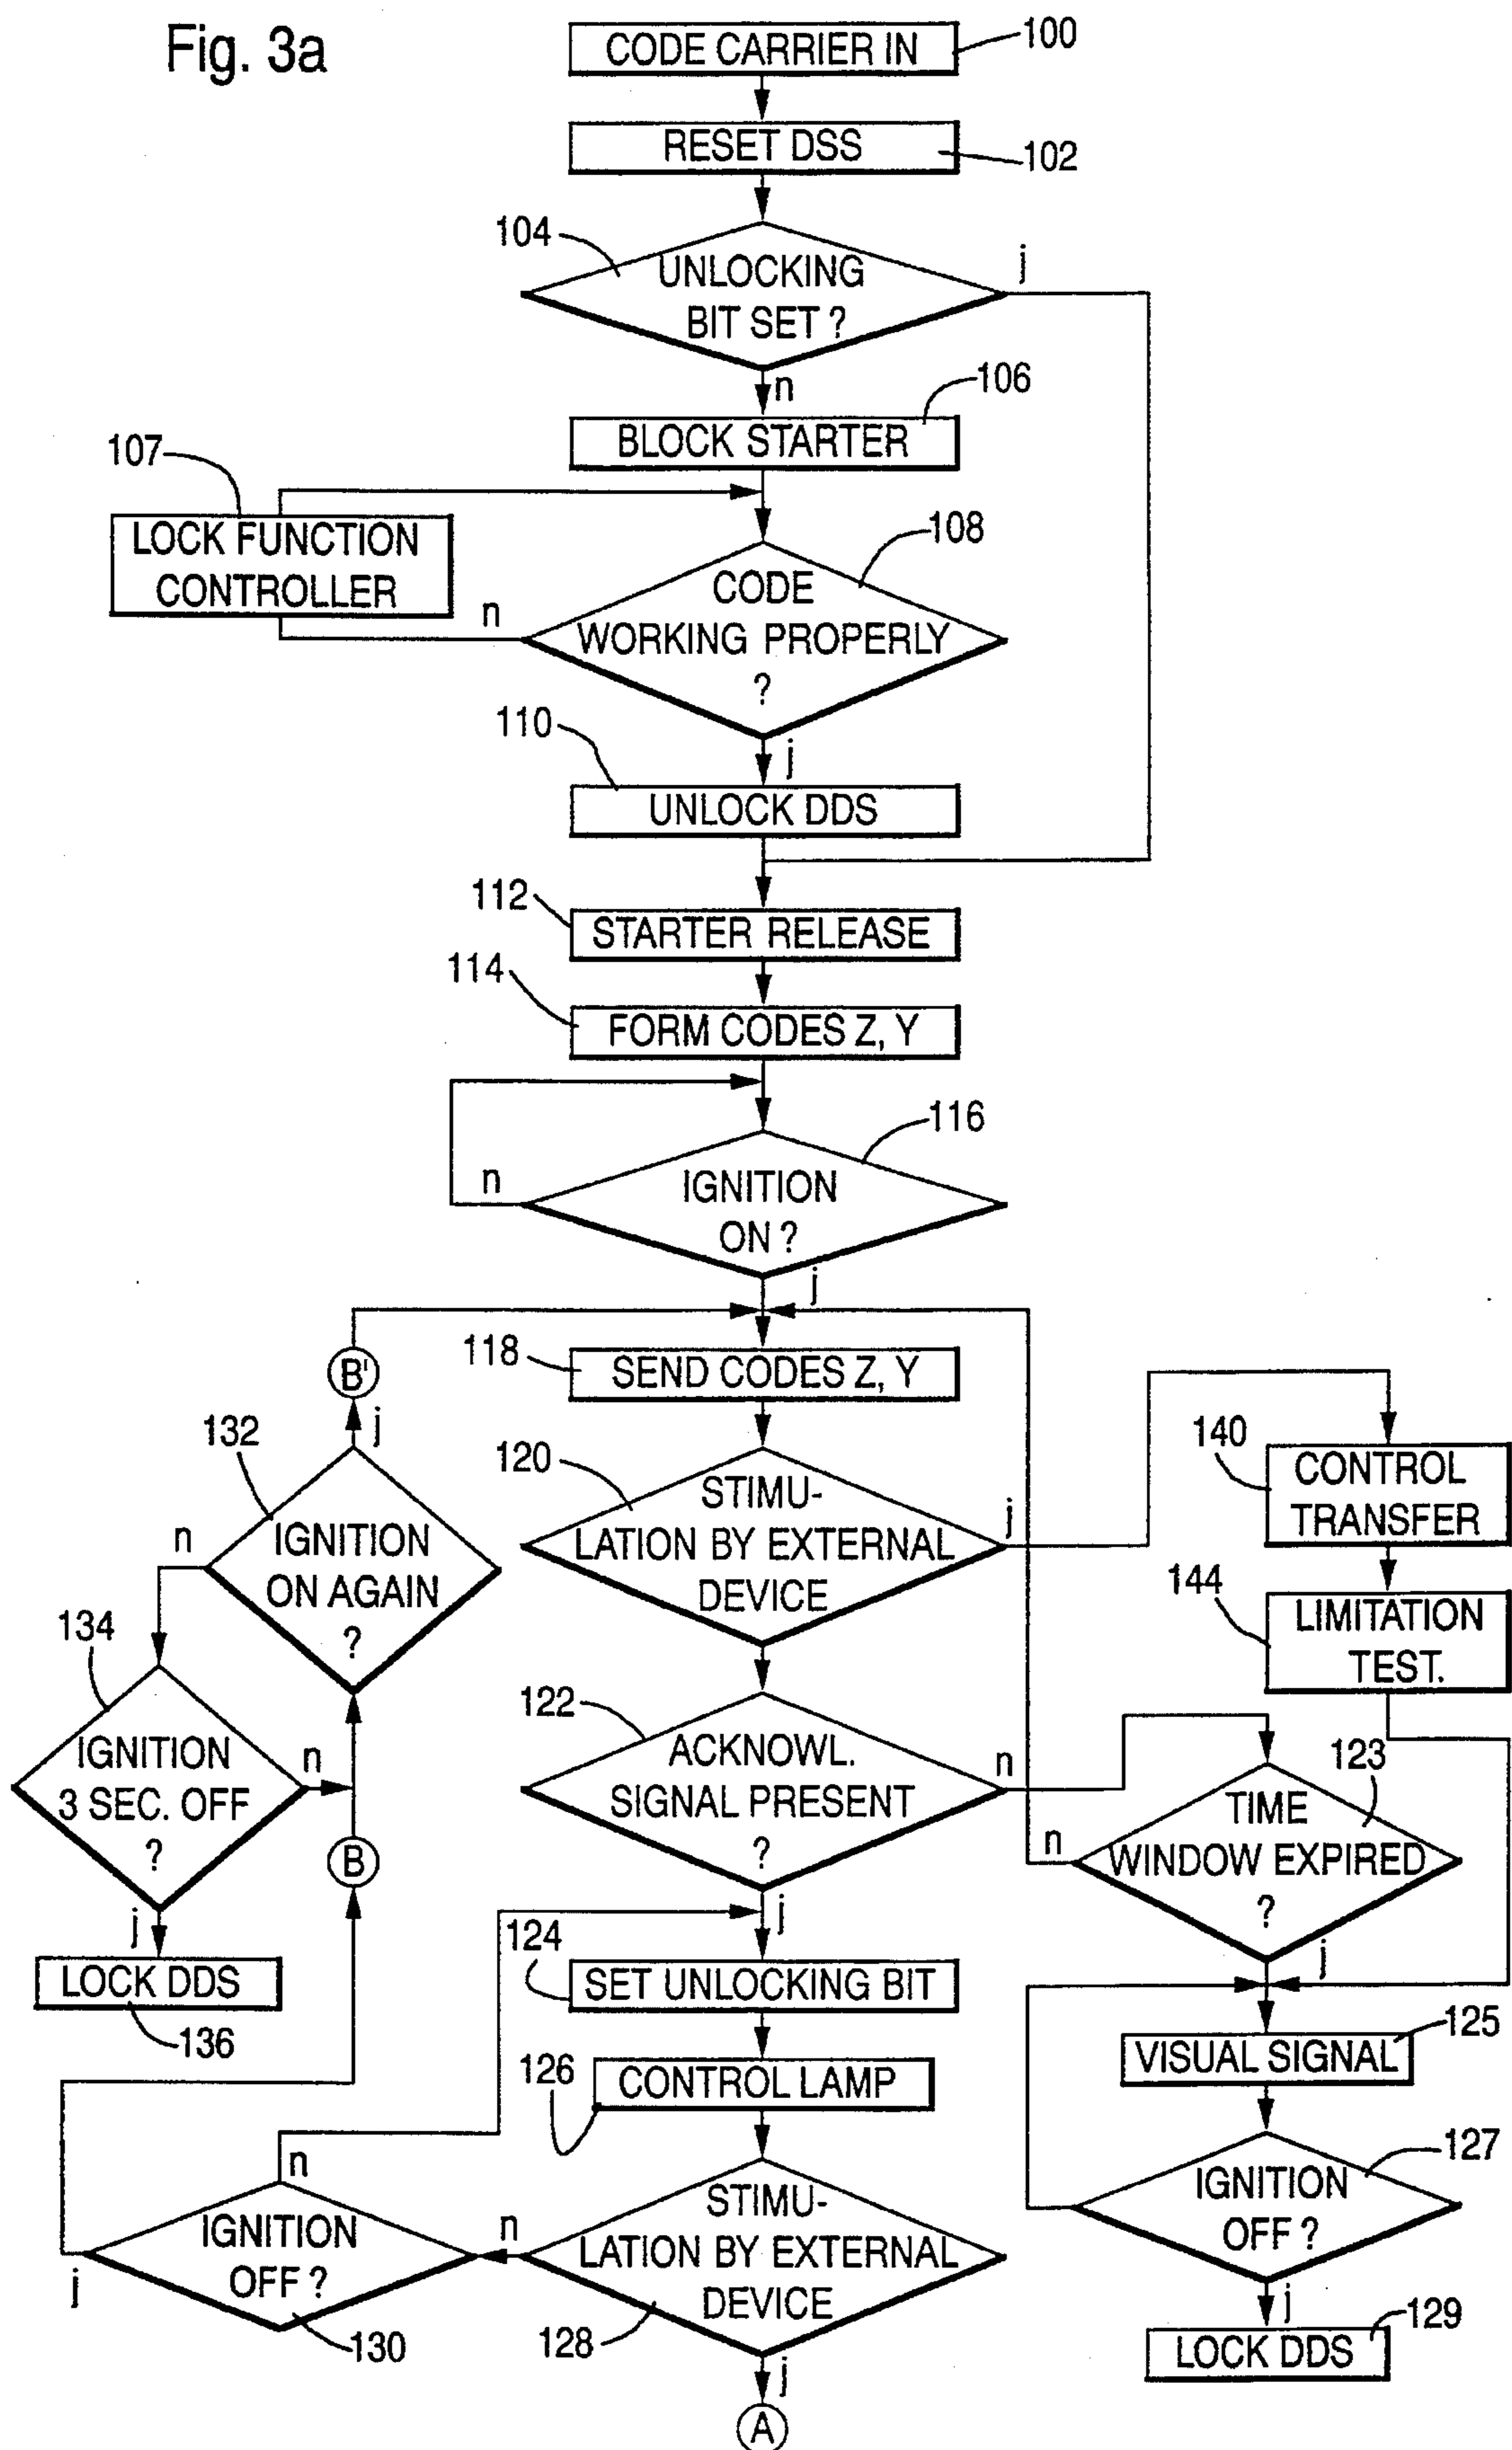 Fig. 3a
CODE CARRIER IN
100
RESET DSS
102
104
UNLOCKING
BIT SET ?
j
n
106
BLOCK STARTER
107
LOCK FUNCTION
CONTROLLER
n
108
CODE
WORKING PROPERLY
?
j
110
UNLOCK DDS
112
STARTER RELEASE
114
FORM CODES Z, Y
116
n
IGNITION
ON ?
j
118
SEND CODES Z, Y
B'
j
132
IGNITION
ON AGAIN
?
n
120
STIMU-
LATION BY EXTERNAL
DEVICE
j
140
CONTROL
TRANSFER
144
LIMITATION
TEST.
134
IGNITION
3 SEC. OFF
?
n
j
B
LOCK DDS
136
122
ACKNOWL.
SIGNAL PRESENT
?
n
j
123
TIME
WINDOW EXPIRED
?
n
j
124
SET UNLOCKING BIT
125
VISUAL SIGNAL
126
CONTROL LAMP
127
IGNITION
OFF ?
j
129
LOCK DDS
n
IGNITION
OFF ?
j
130
n
STIMU-
LATION BY EXTERNAL
DEVICE
128
j
A